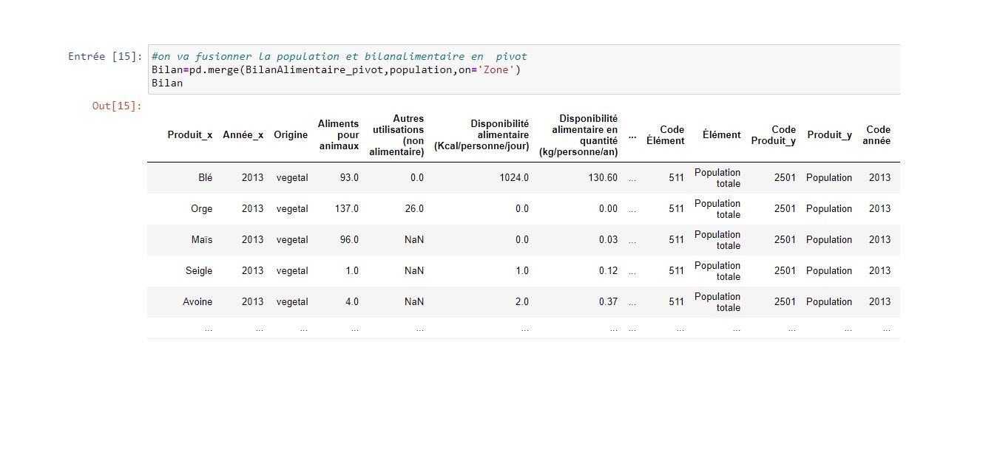 Entrée [15]: #on va fusionner la population et bilanalimentaire en  pivot
Bilan=pd.merge(BilanAlimentaire_pivot,population,on='Zone')
Bilan
Out[15]:
Produit_x Année_x Origine Aliments pour animaux Autres utilisations (non alimentaire) Disponibilité alimentaire (Kcal/personne/jour) Disponibilité alimentaire en quantité (kg/personne/an) ... Code Élément Élément Code Produit_y Produit_y Code année
Blé 2013 vegetal 93.0 0.0 1024.0 130.60 ... 511 Population totale 2501 Population 2013
Orge 2013 vegetal 137.0 26.0 0.0 0.00 ... 511 Population totale 2501 Population 2013
Maïs 2013 vegetal 96.0 NaN 0.0 0.03 ... 511 Population totale 2501 Population 2013
Seigle 2013 vegetal 1.0 NaN 1.0 0.12 ... 511 Population totale 2501 Population 2013
Avoine 2013 vegetal 4.0 NaN 2.0 0.37 ... 511 Population totale 2501 Population 2013
... ... ... ... ... ... ... ... ... ... ... ... ...